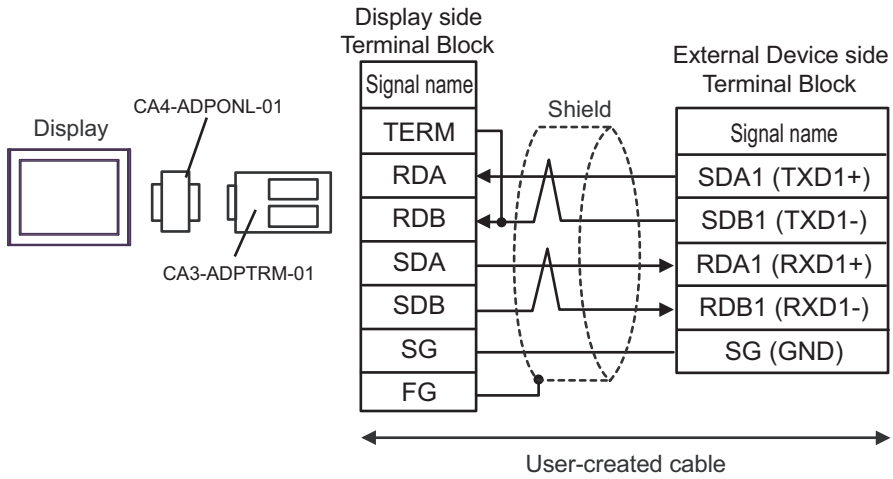 Display side
Terminal Block
External Device side
Terminal Block
Display
CA4-ADPONL-01
CA3-ADPTRM-01
Shield
Signal name
TERM
RDA
RDB
SDA
SDB
SG
FG
Signal name
SDA1 (TXD1+)
SDB1 (TXD1-)
RDA1 (RXD1+)
RDB1 (RXD1-)
SG (GND)
User-created cable